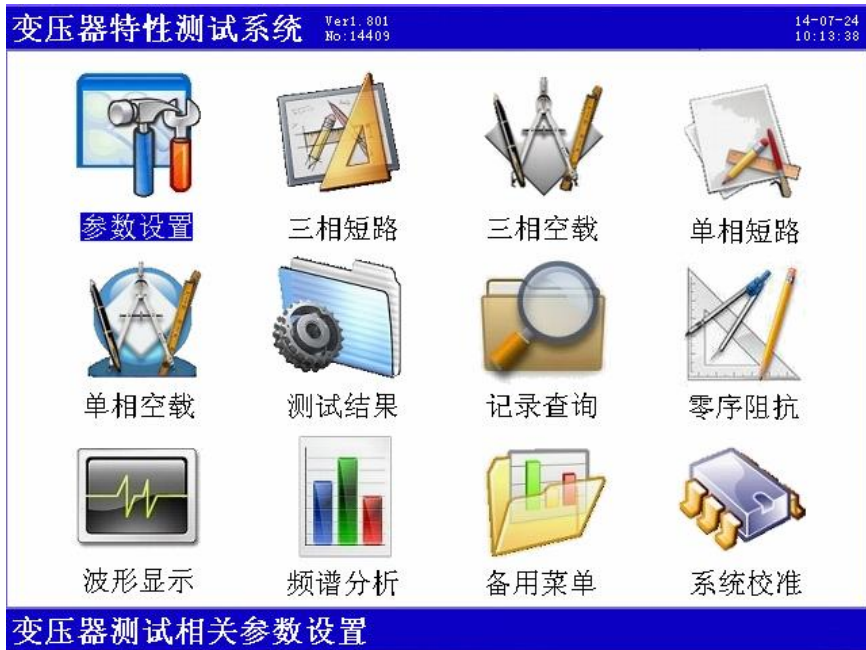 变压器特性测试系统 Ver1.801 14-07-24
No:14409 10:13:38
参数设置 三相短路 三相空载 单相短路
单相空载 测试结果 记录查询 零序阻抗
波形显示 频谱分析 备用菜单 系统校准
变压器测试相关参数设置